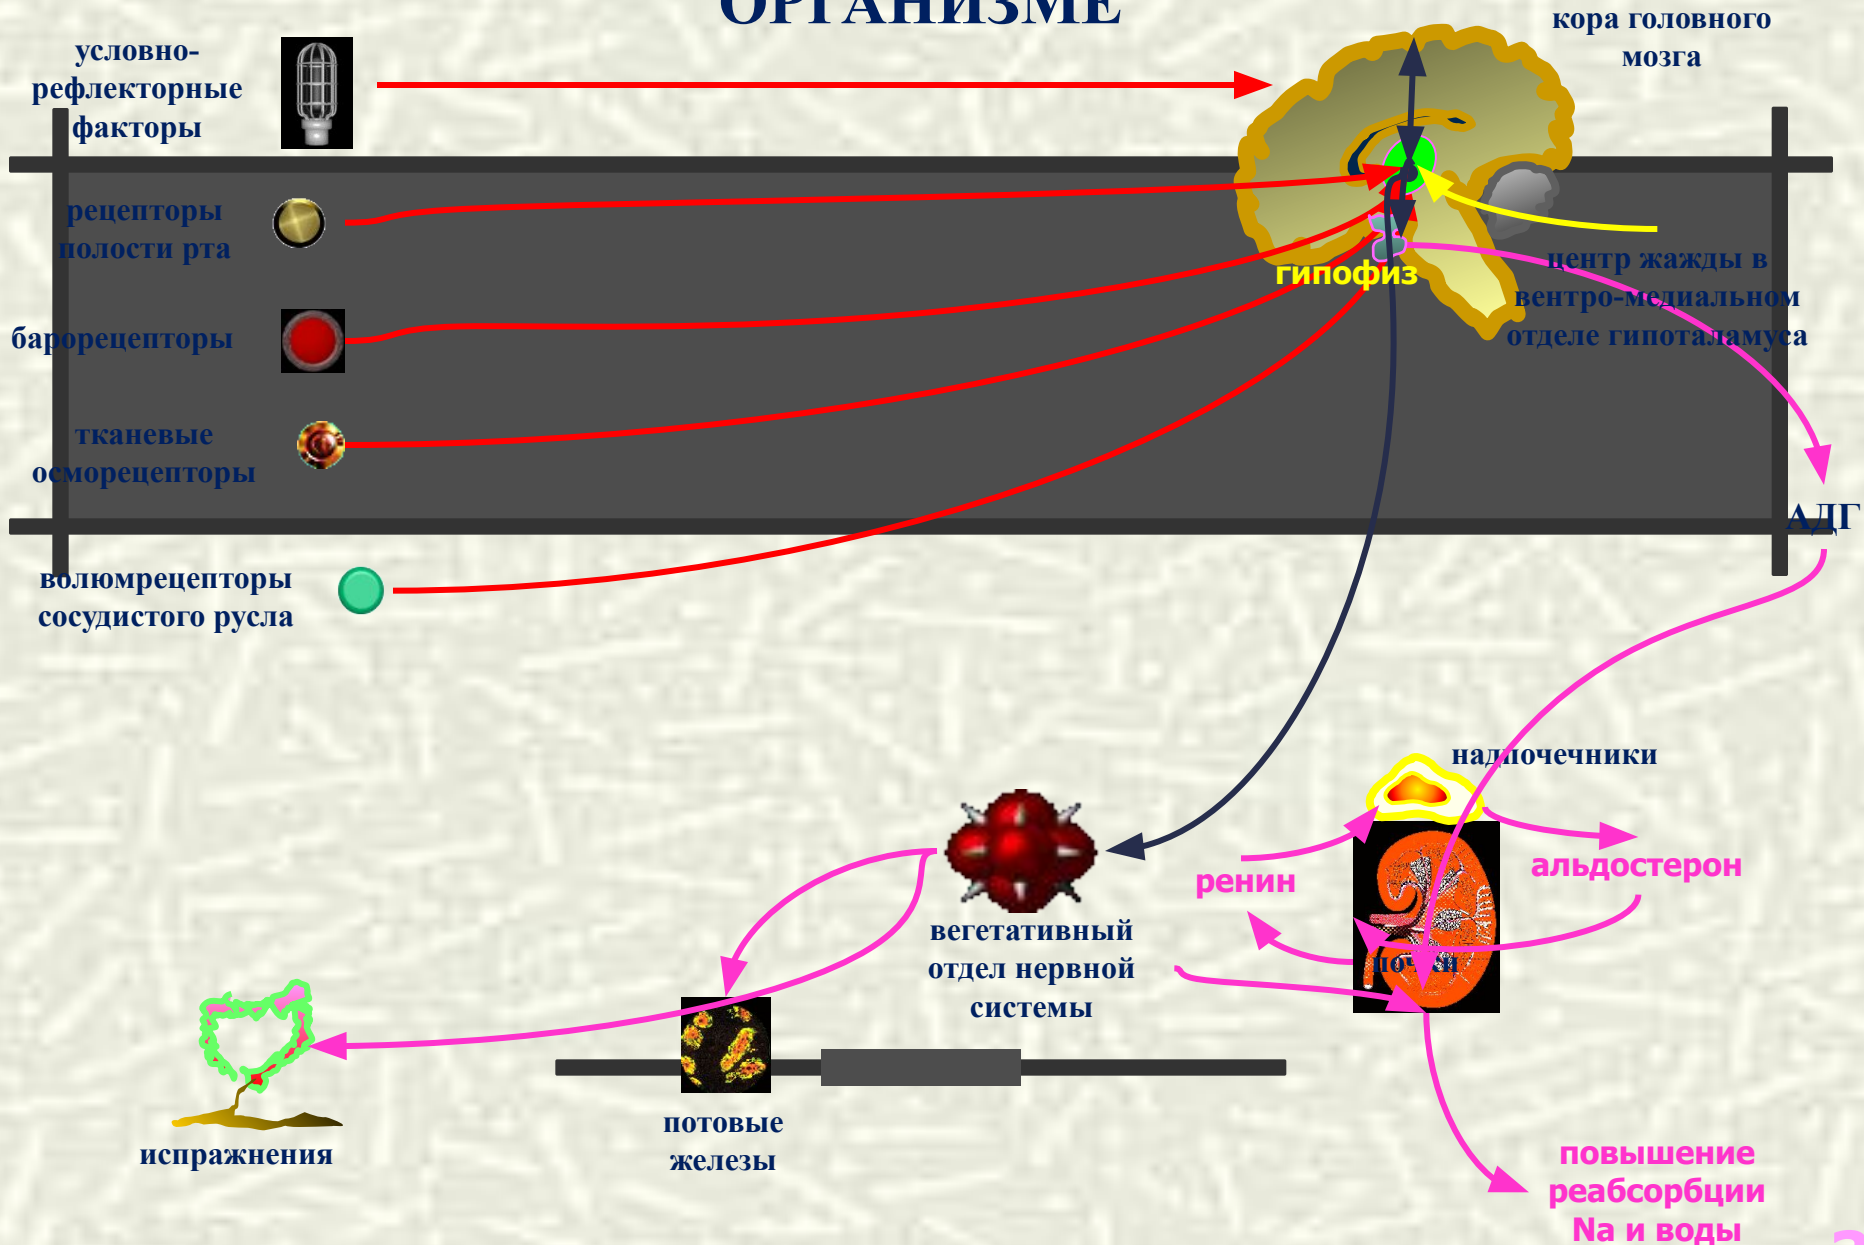 ОРГАНИЗМЕ
кора головного
мозга
условно-
рефлекторные
факторы
рецепторы
полости рта
гипофиз
центр жажды в
вентро-медиальном
отделе гипоталамуса
барорецепторы
тканевые
осморецепторы
АДГ
волюмрецепторы
сосудистого русла
надпочечники
ренин
альдостерон
вегетативный
отдел нервной
системы
почки
потовые
железы
испражнения
повышение
реабсорбции
Na и воды